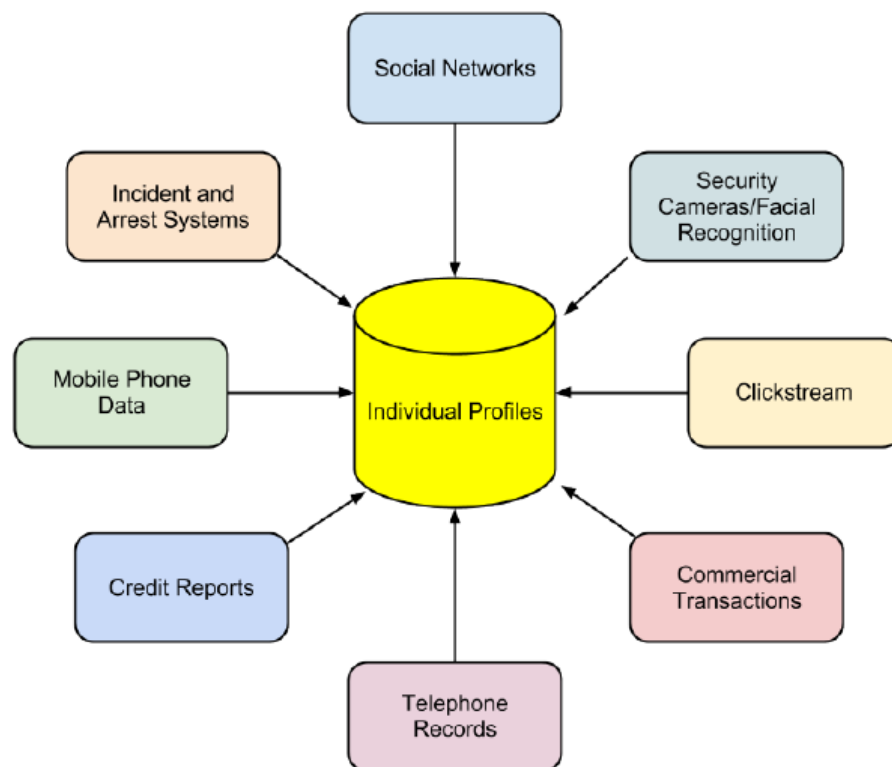 Social Networks
Incident and
Arrest Systems
Security
Cameras/Facial
Recognition
Mobile Phone
Data
Individual Profiles
Clickstream
Credit Reports
Commercial
Transactions
Telephone
Records